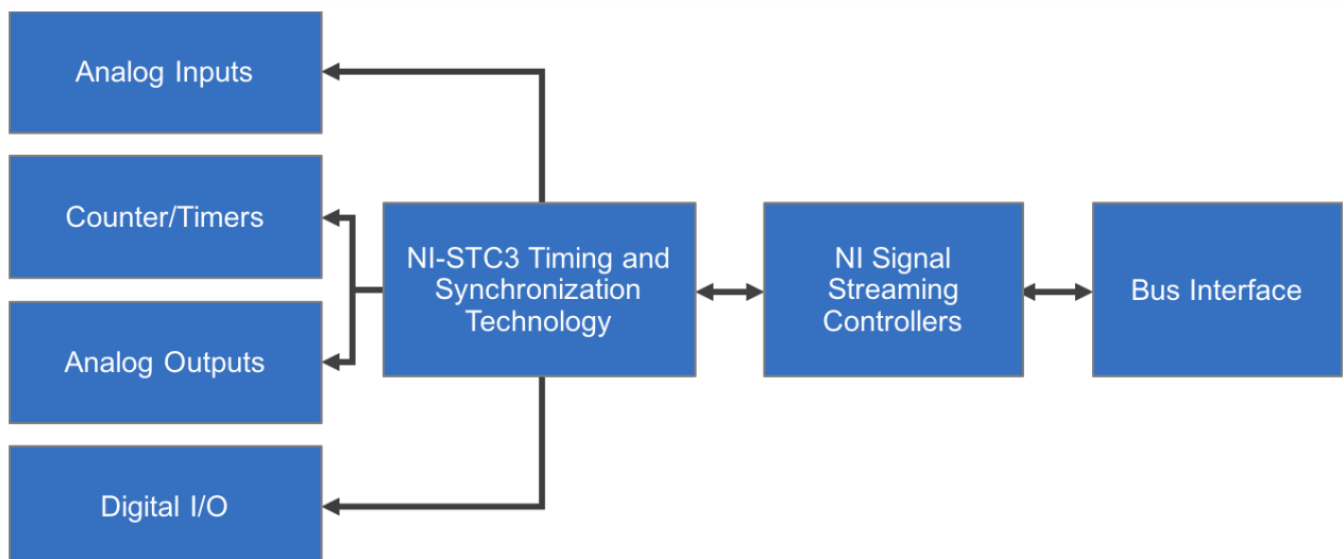 Analog Inputs
Counter/Timers
Analog Outputs
Digital I/O
NI-STC3 Timing and
Synchronization
Technology
NI Signal
Streaming
Controllers
Bus Interface